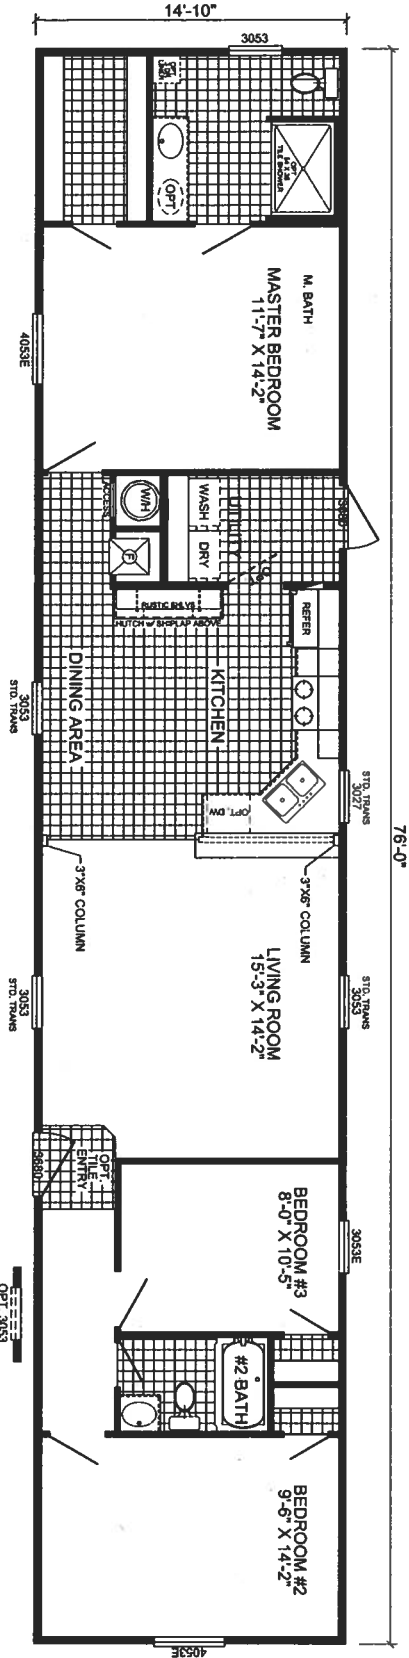 14'-10"
3053
OPT
LINEN
OPT
54 X 36
TILE SHOWER
OPT
M. BATH
MASTER BEDROOM
11'-7" X 14'-2"
4053E
ACCESS
W/H
F
WASH
DRY
UTILITY
3680
REFER
RUSTIC SHLVS
HUTCH w/ SHIPLAP ABOVE
KITCHEN
DINING AREA
3053
STD. TRANS
STD. TRANS
3027
OPT. DW
76'-0"
3"X6" COLUMN
3"X6" COLUMN
LIVING ROOM
15'-3" X 14'-2"
3053
STD. TRANS
STD. TRANS
3053
3680
OPT.
TILE
ENTRY
BEDROOM #3
8'-0" X 10'-5"
3053E
OPT. 3053
#2 BATH
BEDROOM #2
9'-6" X 14'-2"
4053E